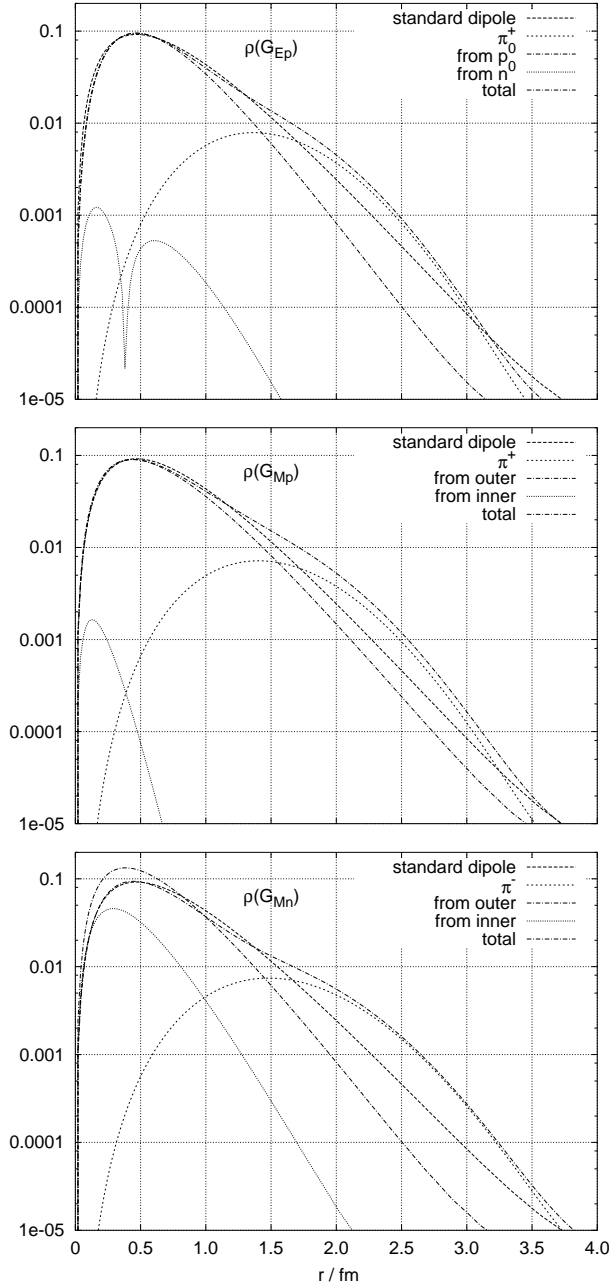 ρ(G_Ep)
standard dipole
π⁺
from p⁰
from n⁰
total
0.1
0.01
0.001
0.0001
1e-05
ρ(G_Mp)
standard dipole
π⁺
from outer
from inner
total
0.1
0.01
0.001
0.0001
1e-05
ρ(G_Mn)
standard dipole
π⁻
from outer
from inner
total
0.1
0.01
0.001
0.0001
1e-05
0 0.5 1.0 1.5 2.0 2.5 3.0 3.5 4.0
r / fm